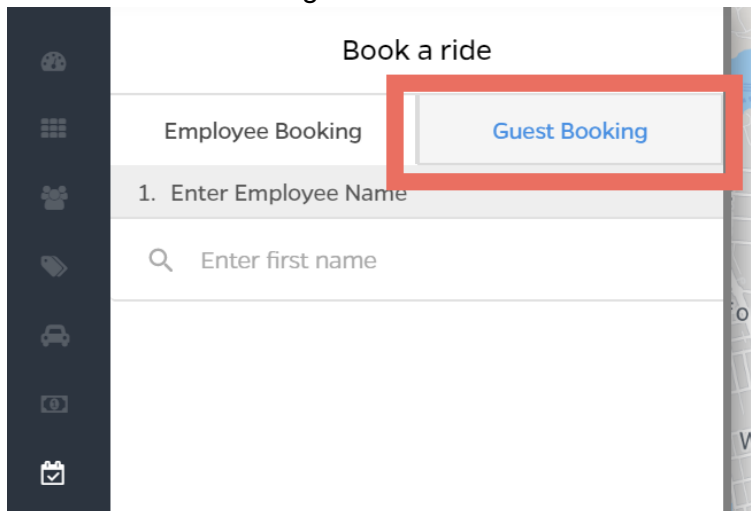 Book a ride
Employee Booking
Guest Booking
1. Enter Employee Name
Enter first name